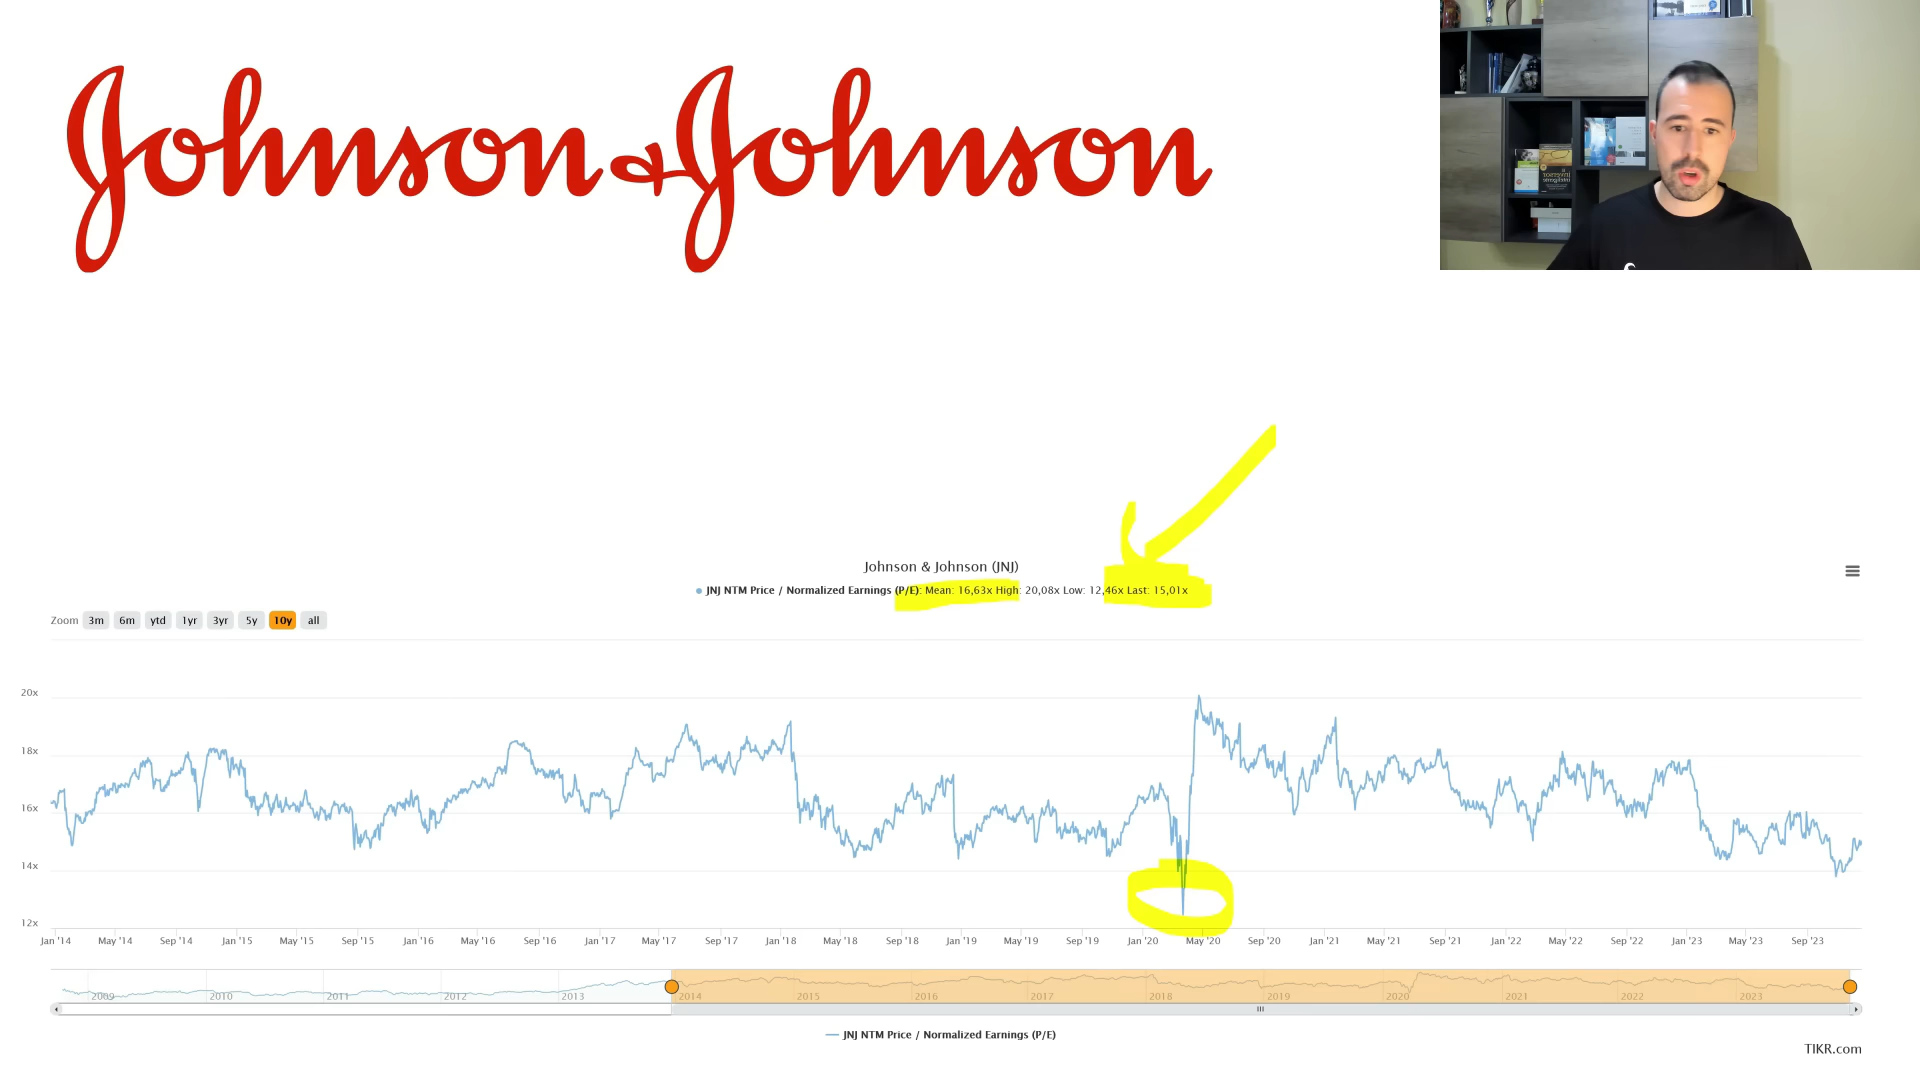 Johnson & Johnson
Johnson & Johnson (JNJ)
JNJ NTM Price / Normalized Earnings (P/E): Mean: 16,63x High: 20,08x Low: 12,46x Last: 15,01x
Zoom 3m 6m ytd 1yr 3yr 5y 10y all
20x
18x
16x
14x
12x
Jan '14 May '14 Sep '14 Jan '15 May '15 Sep '15 Jan '16 May '16 Sep '16 Jan '17 May '17 Sep '17 Jan '18 May '18 Sep '18 Jan '19 May '19 Sep '19 Jan '20 May '20 Sep '20 Jan '21 May '21 Sep '21 Jan '22 May '22 Sep '22 Jan '23 May '23 Sep '23
2009 2010 2011 2012 2013 2014 2015 2016 2017 2018 2019 2020 2021 2022 2023
JNJ NTM Price / Normalized Earnings (P/E)
TIKR.com